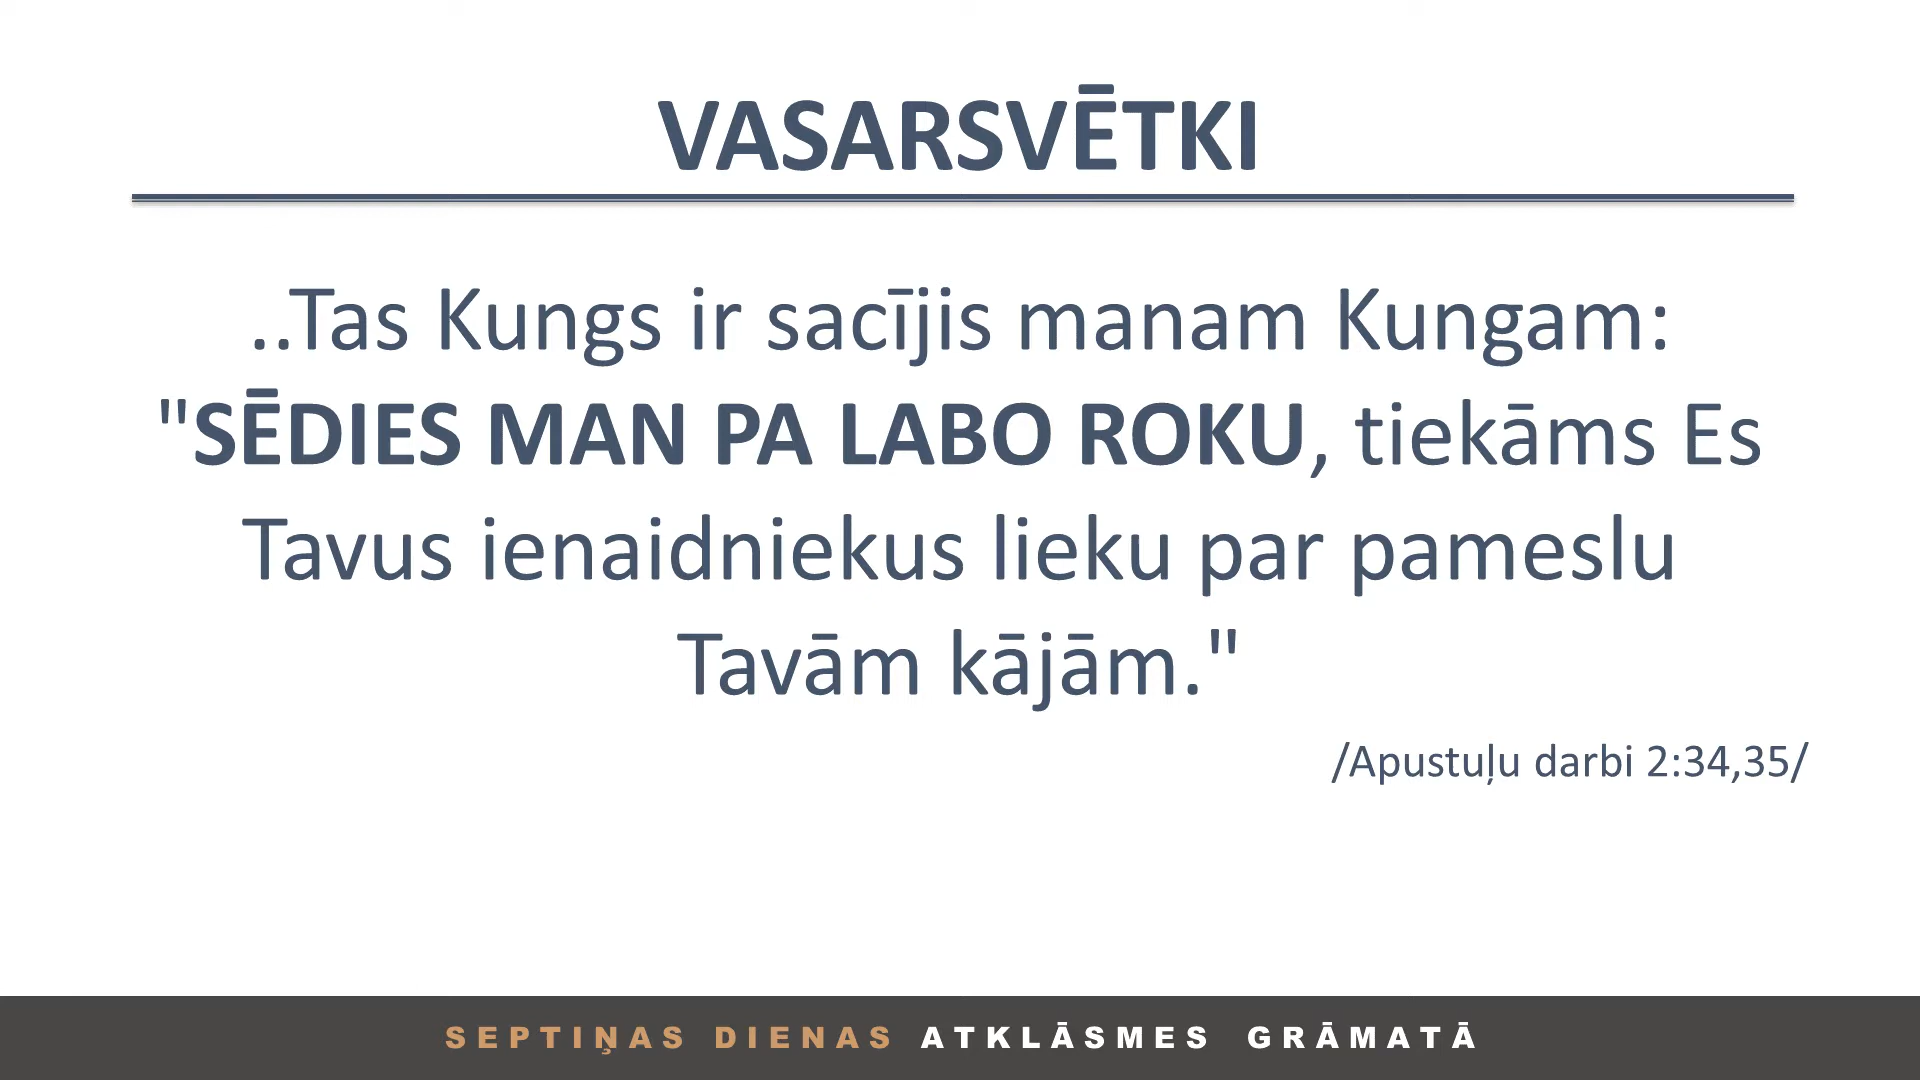 VASARSVĒTKI
..Tas Kungs ir sacījis manam Kungam:
"SĒDIES MAN PA LABO ROKU, tiekāms Es
Tavus ienaidniekus lieku par pameslu
Tavām kājām."
/Apustuļu darbi 2:34,35/
SEPTIŅAS DIENAS ATKLĀSMES GRĀMATĀ